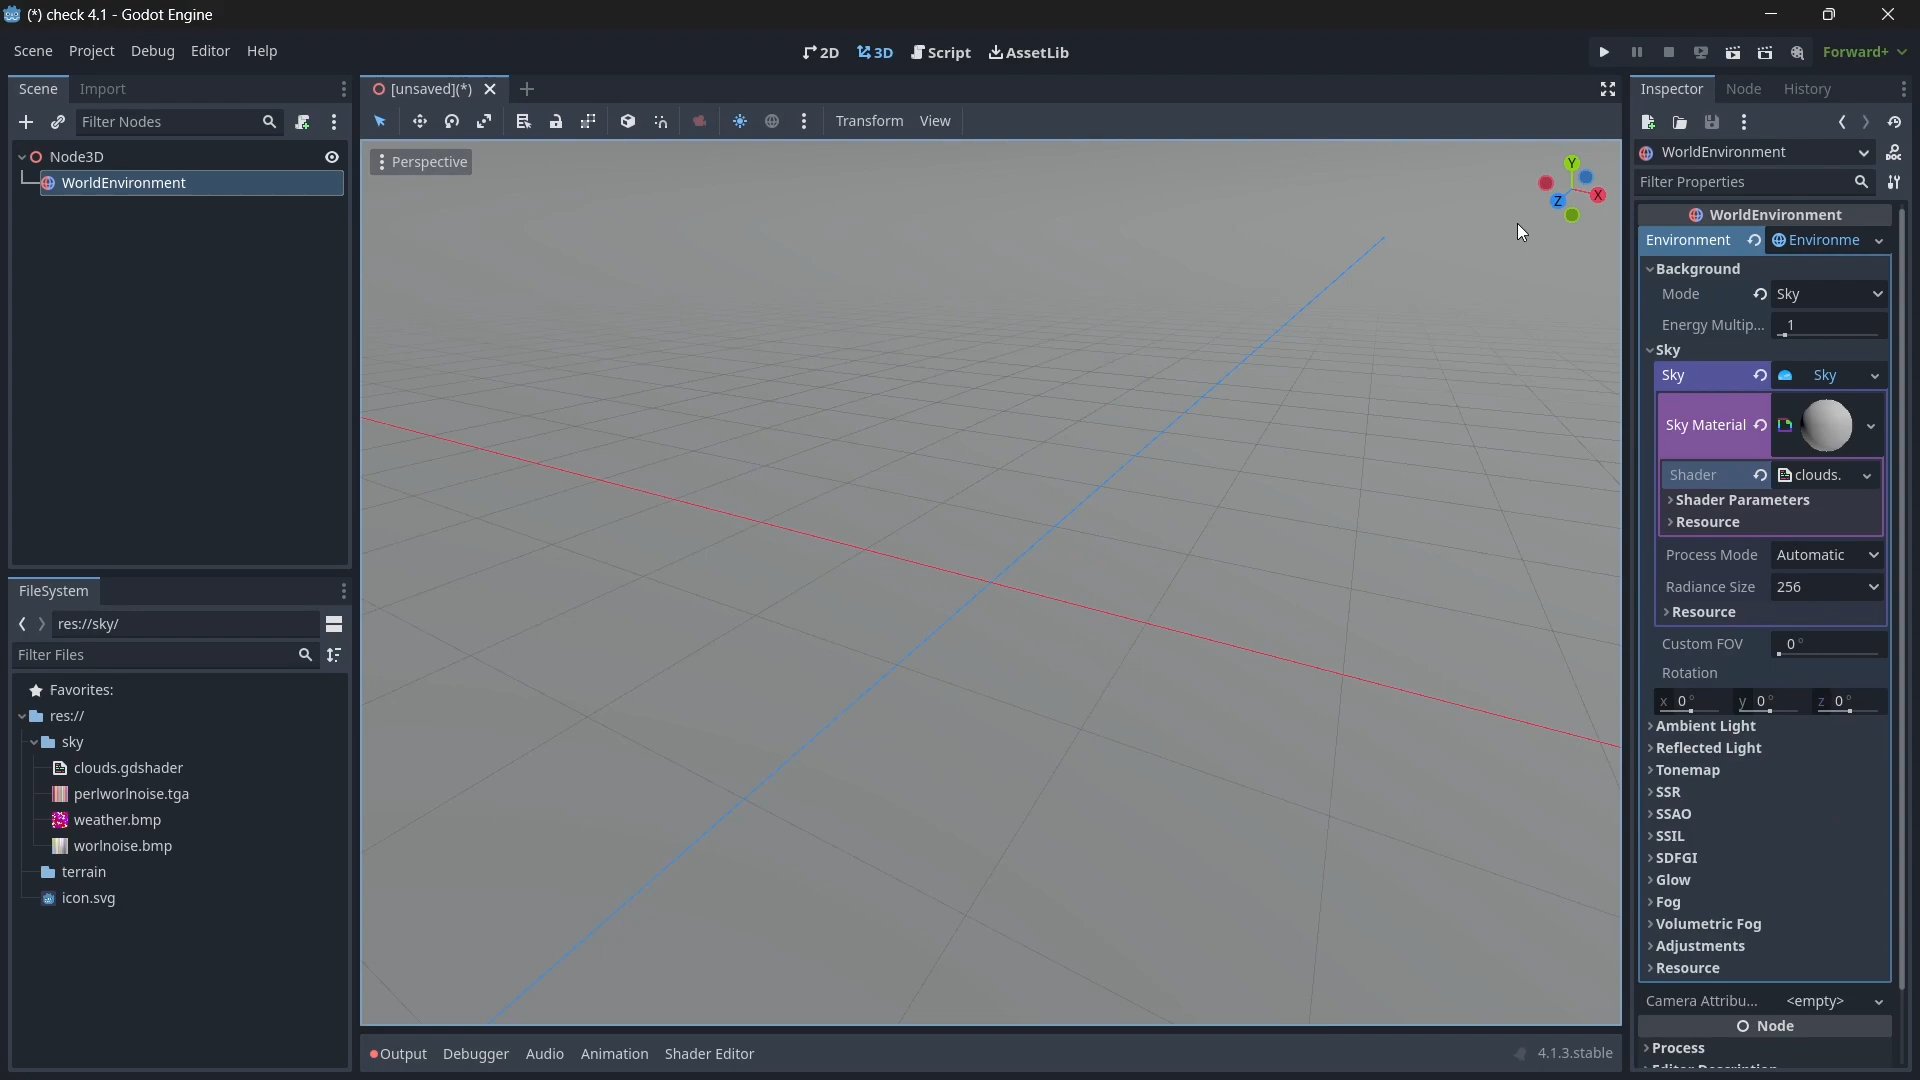 (*) check 4.1 - Godot Engine
Scene Project Debug Editor Help
2D 3D Script AssetLib
Forward+
Scene Import
Filter Nodes
Node3D
WorldEnvironment
FileSystem
res://sky/
Filter Files
Favorites:
res://
sky
clouds.gdshader
perlworlnoise.tga
weather.bmp
worlnoise.bmp
terrain
icon.svg
[unsaved](*)
Transform View
Perspective
Y
X
Z
Output Debugger Audio Animation Shader Editor
4.1.3.stable
Inspector Node History
WorldEnvironment
Filter Properties
WorldEnvironment
Environment Environme
Background
Mode Sky
Energy Multip... 1
Sky
Sky Sky
Sky Material
Shader clouds.
Shader Parameters
Resource
Process Mode Automatic
Radiance Size 256
Resource
Custom FOV 0 °
Rotation
x 0 ° y 0 ° z 0 °
Ambient Light
Reflected Light
Tonemap
SSR
SSAO
SSIL
SDFGI
Glow
Fog
Volumetric Fog
Adjustments
Resource
Camera Attribu... <empty>
Node
Process